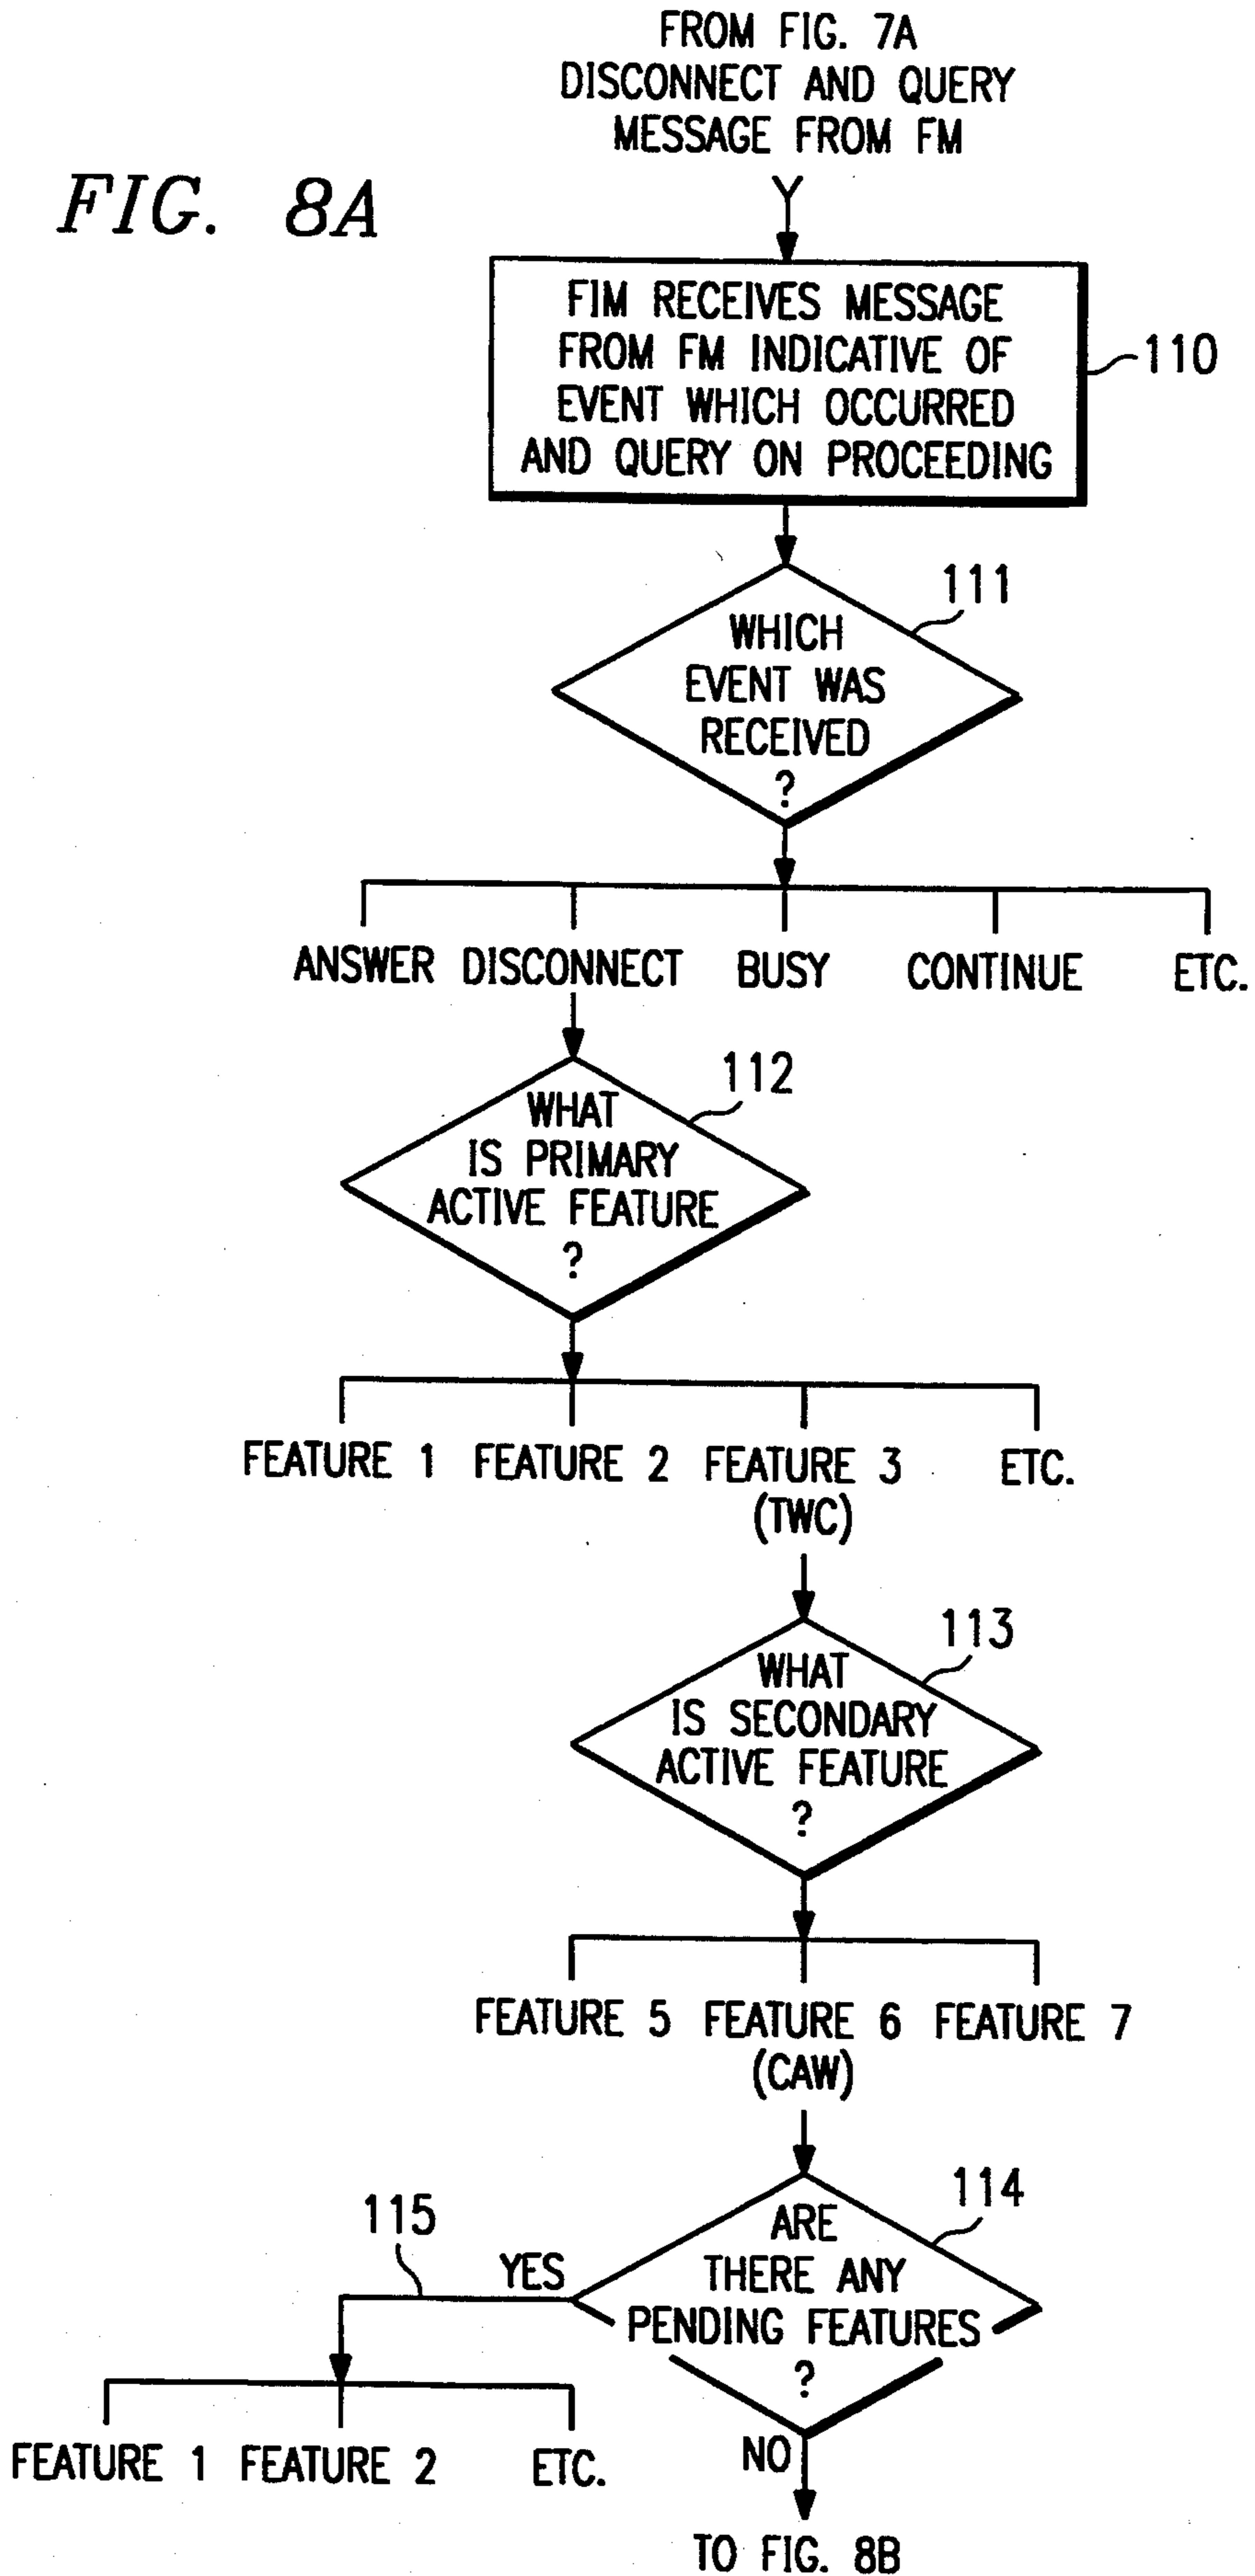 FROM FIG. 7A
DISCONNECT AND QUERY
MESSAGE FROM FM
FIG. 8A
Y
FIM RECEIVES MESSAGE
FROM FM INDICATIVE OF
EVENT WHICH OCCURRED
AND QUERY ON PROCEEDING
110
111
WHICH
EVENT WAS
RECEIVED
?
ANSWER DISCONNECT BUSY CONTINUE ETC.
112
WHAT
IS PRIMARY
ACTIVE FEATURE
?
FEATURE 1 FEATURE 2 FEATURE 3 ETC.
(TWC)
113
WHAT
IS SECONDARY
ACTIVE FEATURE
?
FEATURE 5 FEATURE 6 FEATURE 7
(CAW)
114
ARE
THERE ANY
PENDING FEATURES
?
115
YES
FEATURE 1 FEATURE 2 ETC.
NO
TO FIG. 8B